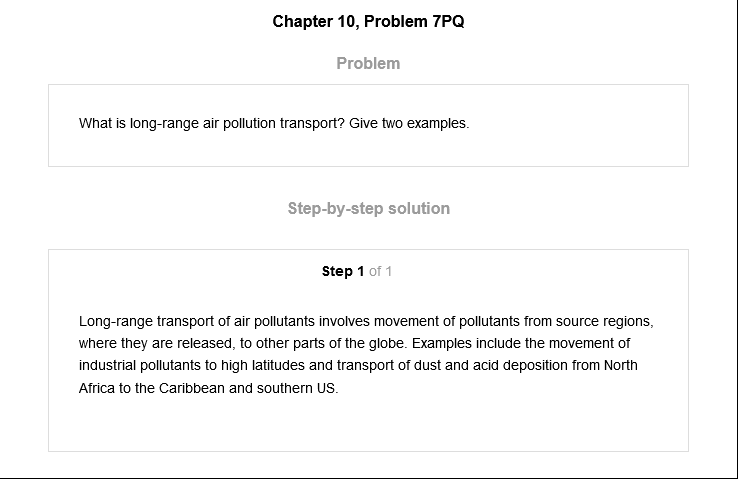 Chapter 10, Problem 7PQ
Problem
What is long-range air pollution transport? Give two examples.
Step-by-step solution
Step 1 of 1
Long-range transport of air pollutants involves movement of pollutants from source regions,
where they are released, to other parts of the globe. Examples include the movement of
industrial pollutants to high latitudes and transport of dust and acid deposition from North
Africa to the Caribbean and southern US.